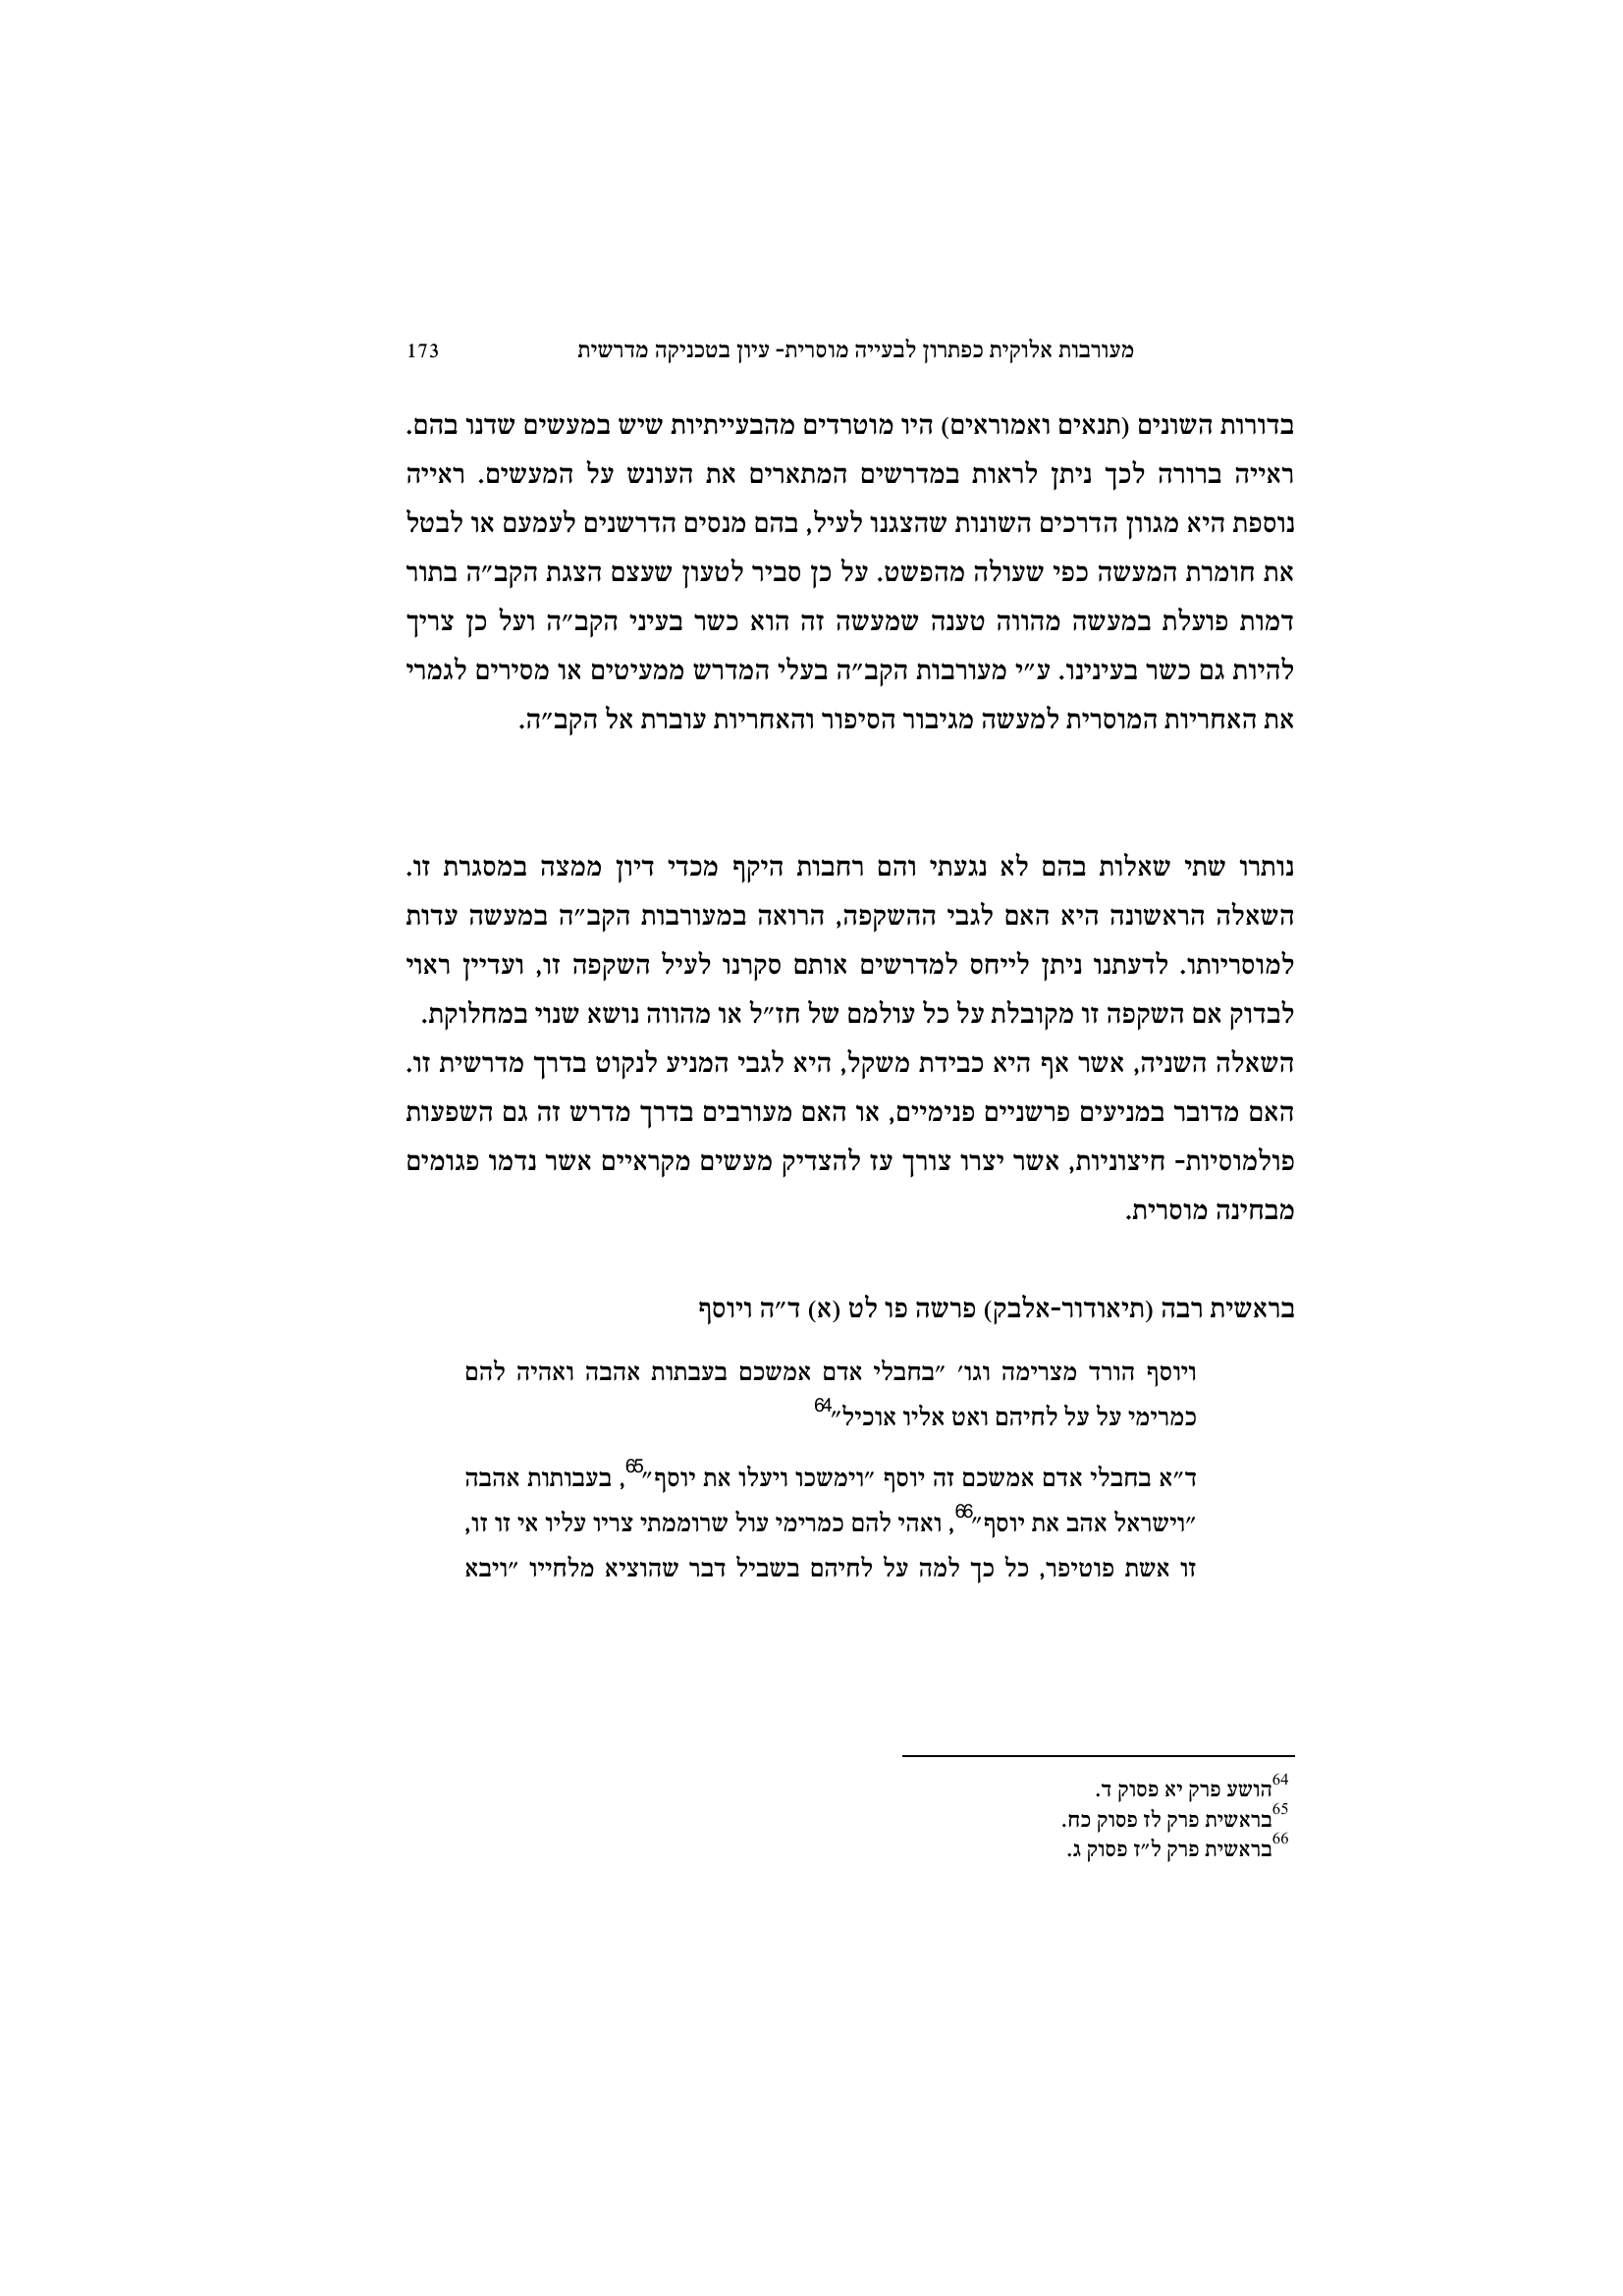 מעורבות אלוקית כפתרון לבעייה מוסרית- עיון בטכניקה מדרשית 173
בדורות השונים (תנאים ואמוראים) היו מוטרדים מהבעייתיות שיש במעשים שדנו בהם.
ראייה ברורה לכך ניתן לראות במדרשים המתארים את העונש על המעשים. ראייה
נוספת היא מגוון הדרכים השונות שהצגנו לעיל, בהם מנסים הדרשנים לעמעם או לבטל
את חומרת המעשה כפי שעולה מהפשט. על כן סביר לטעון שעצם הצגת הקב״ה בתור
דמות פועלת במעשה מהווה טענה שמעשה זה הוא כשר בעיני הקב״ה ועל כן צריך
להיות גם כשר בעינינו. ע״י מעורבות הקב״ה בעלי המדרש ממעיטים או מסירים לגמרי
את האחריות המוסרית למעשה מגיבור הסיפור והאחריות עוברת אל הקב״ה.
נותרו שתי שאלות בהם לא נגעתי והם רחבות היקף מכדי דיון ממצה במסגרת זו.
השאלה הראשונה היא האם לגבי ההשקפה, הרואה במעורבות הקב״ה במעשה עדות
למוסריותו. לדעתנו ניתן לייחס למדרשים אותם סקרנו לעיל השקפה זו, ועדיין ראוי
לבדוק אם השקפה זו מקובלת על כל עולמם של חז״ל או מהווה נושא שנוי במחלוקת.
השאלה השניה, אשר אף היא כבידת משקל, היא לגבי המניע לנקוט בדרך מדרשית זו.
האם מדובר במניעים פרשניים פנימיים, או האם מעורבים בדרך מדרש זה גם השפעות
פולמוסיות- חיצוניות, אשר יצרו צורך עז להצדיק מעשים מקראיים אשר נדמו פגומים
מבחינה מוסרית.
בראשית רבה (תיאודור-אלבק) פרשה פו לט (א) ד״ה ויוסף
ויוסף הורד מצרימה וגו׳ ״בחבלי אדם אמשכם בעבתות אהבה ואהיה להם
כמרימי על על לחיהם ואט אליו אוכיל״64
ד״א בחבלי אדם אמשכם זה יוסף ״וימשכו ויעלו את יוסף״65, בעבותות אהבה
״וישראל אהב את יוסף״66, ואהי להם כמרימי עול שרוממתי צריו עליו אי זו זו,
זו אשת פוטיפר, כל כך למה על לחיהם בשביל דבר שהוציא מלחייו ״ויבא
64הושע פרק יא פסוק ד.
65בראשית פרק לז פסוק כח.
66בראשית פרק ל״ז פסוק ג.